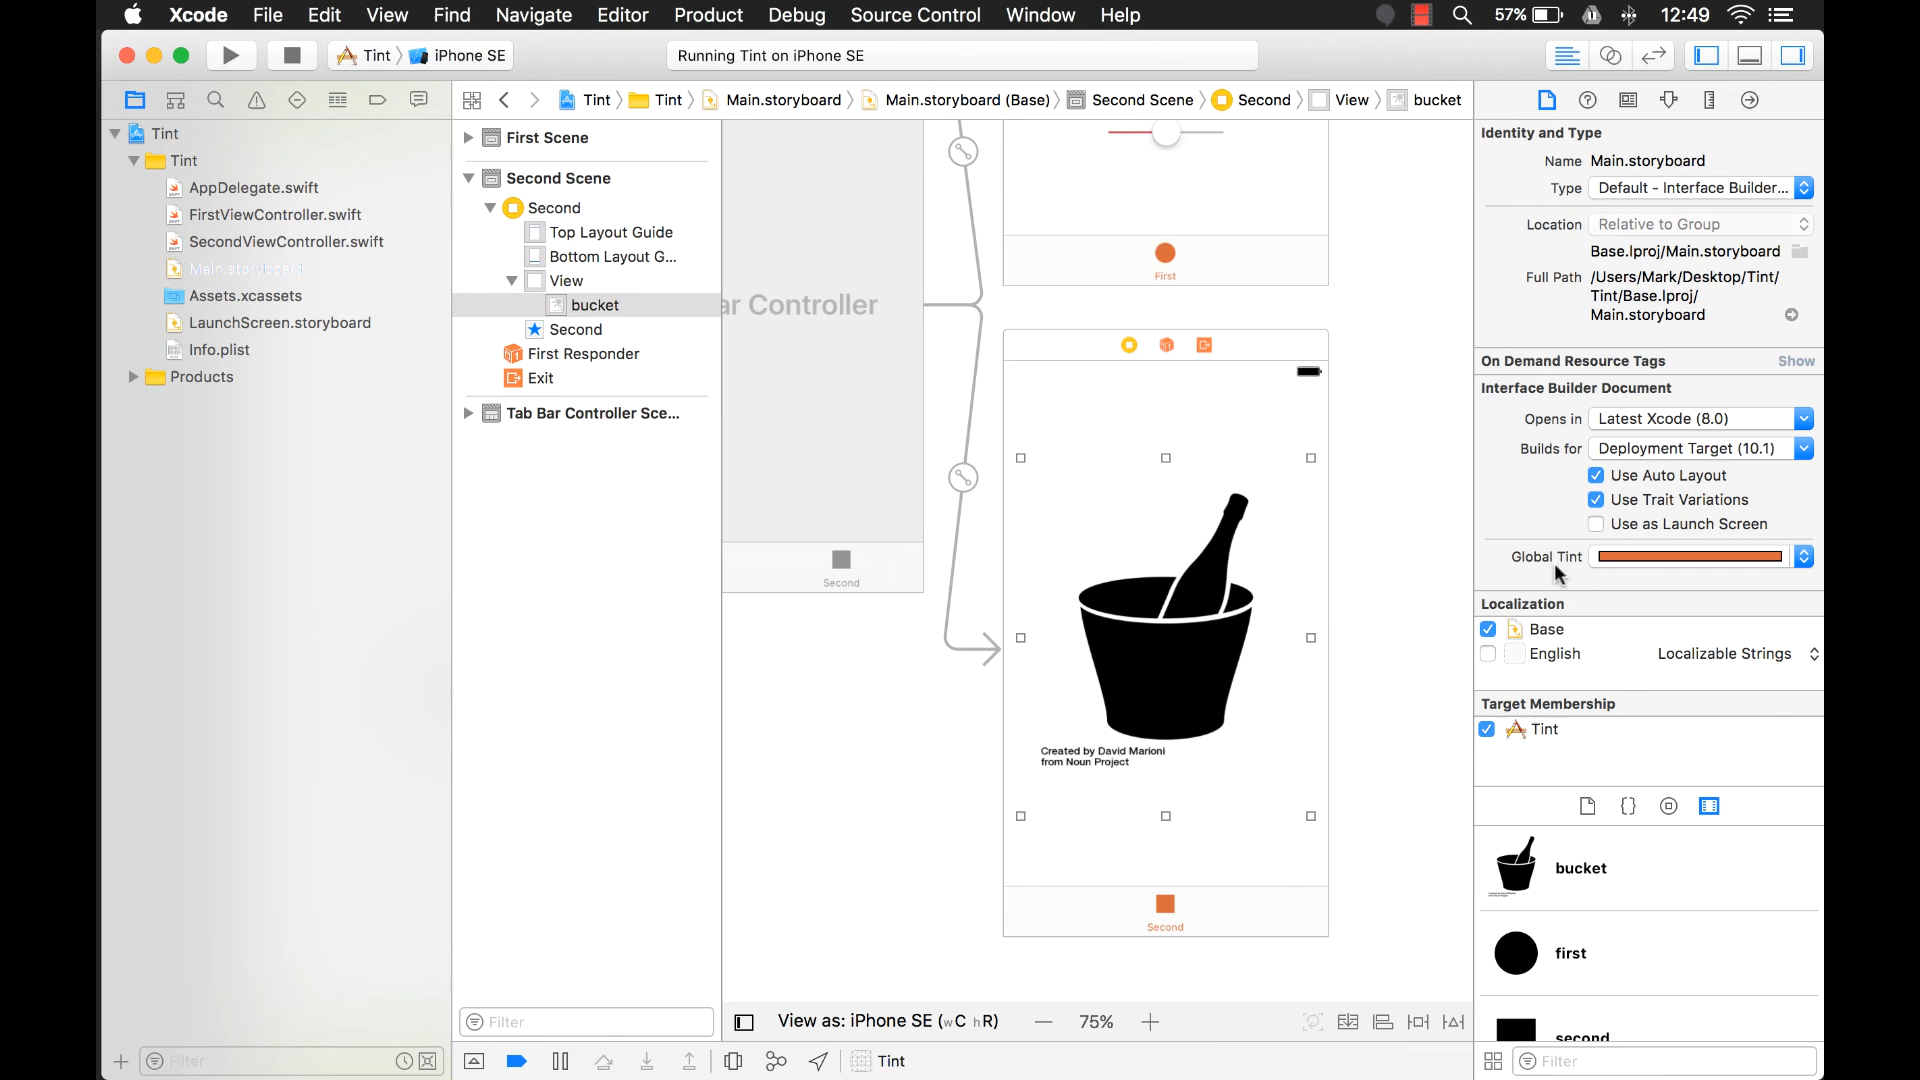 Xcode File Edit View Find Navigate Editor Product Debug Source Control Window Help 57% 12:49
Tint iPhone SE Running Tint on iPhone SE
Tint Tint Main.storyboard Main.storyboard (Base) Second Scene Second View bucket
Tint
Tint
AppDelegate.swift
FirstViewController.swift
SecondViewController.swift
Main.storyboard
Assets.xcassets
LaunchScreen.storyboard
Info.plist
Products
Filter
First Scene
Second Scene
Second
Top Layout Guide
Bottom Layout G...
View
bucket
Second
First Responder
Exit
Tab Bar Controller Sce...
Filter
ar Controller
Second
First
Created by David Marioni
from Noun Project
Second
View as: iPhone SE (wC hR) 75%
Tint
Identity and Type
Name Main.storyboard
Type Default - Interface Builder...
Location Relative to Group
Base.lproj/Main.storyboard
Full Path /Users/Mark/Desktop/Tint/
Tint/Base.lproj/
Main.storyboard
On Demand Resource Tags Show
Interface Builder Document
Opens in Latest Xcode (8.0)
Builds for Deployment Target (10.1)
Use Auto Layout
Use Trait Variations
Use as Launch Screen
Global Tint
Localization
Base
English Localizable Strings
Target Membership
Tint
bucket
first
second
Filter